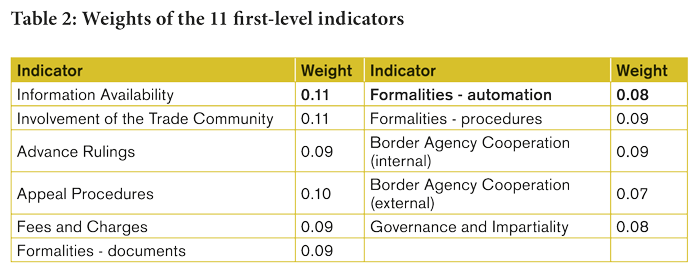 Table 2: Weights of the 11 first-level indicators
Indicator Weight Indicator Weight
Information Availability 0.11 Formalities - automation 0.08
Involvement of the Trade Community 0.11 Formalities - procedures 0.09
Advance Rulings 0.09 Border Agency Cooperation
(internal) 0.09
Appeal Procedures 0.10 Border Agency Cooperation
(external) 0.07
Fees and Charges 0.09 Governance and Impartiality 0.08
Formalities - documents 0.09